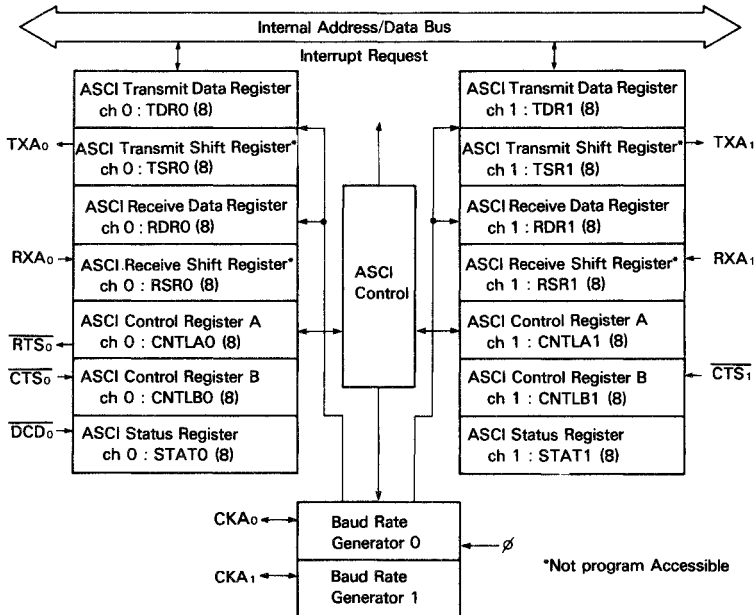 Internal Address/Data Bus
Interrupt Request
ASCI Transmit Data Register
ch 0 : TDR0 (8)
TXA₀
ASCI Transmit Shift Register*
ch 0 : TSR0 (8)
ASCI Receive Data Register
ch 0 : RDR0 (8)
RXA₀
ASCI Receive Shift Register*
ch 0 : RSR0 (8)
RTS₀
ASCI Control Register A
ch 0 : CNTLA0 (8)
CTS₀
ASCI Control Register B
ch 0 : CNTLB0 (8)
DCD₀
ASCI Status Register
ch 0 : STAT0 (8)
ASCI
Control
ASCI Transmit Data Register
ch 1 : TDR1 (8)
ASCI Transmit Shift Register*
ch 1 : TSR1 (8)
TXA₁
ASCI Receive Data Register
ch 1 : RDR1 (8)
ASCI Receive Shift Register*
ch 1 : RSR1 (8)
RXA₁
ASCI Control Register A
ch 1 : CNTLA1 (8)
ASCI Control Register B
ch 1 : CNTLB1 (8)
CTS₁
ASCI Status Register
ch 1 : STAT1 (8)
CKA₀
Baud Rate
Generator 0
ϕ
CKA₁
Baud Rate
Generator 1
*Not program Accessible